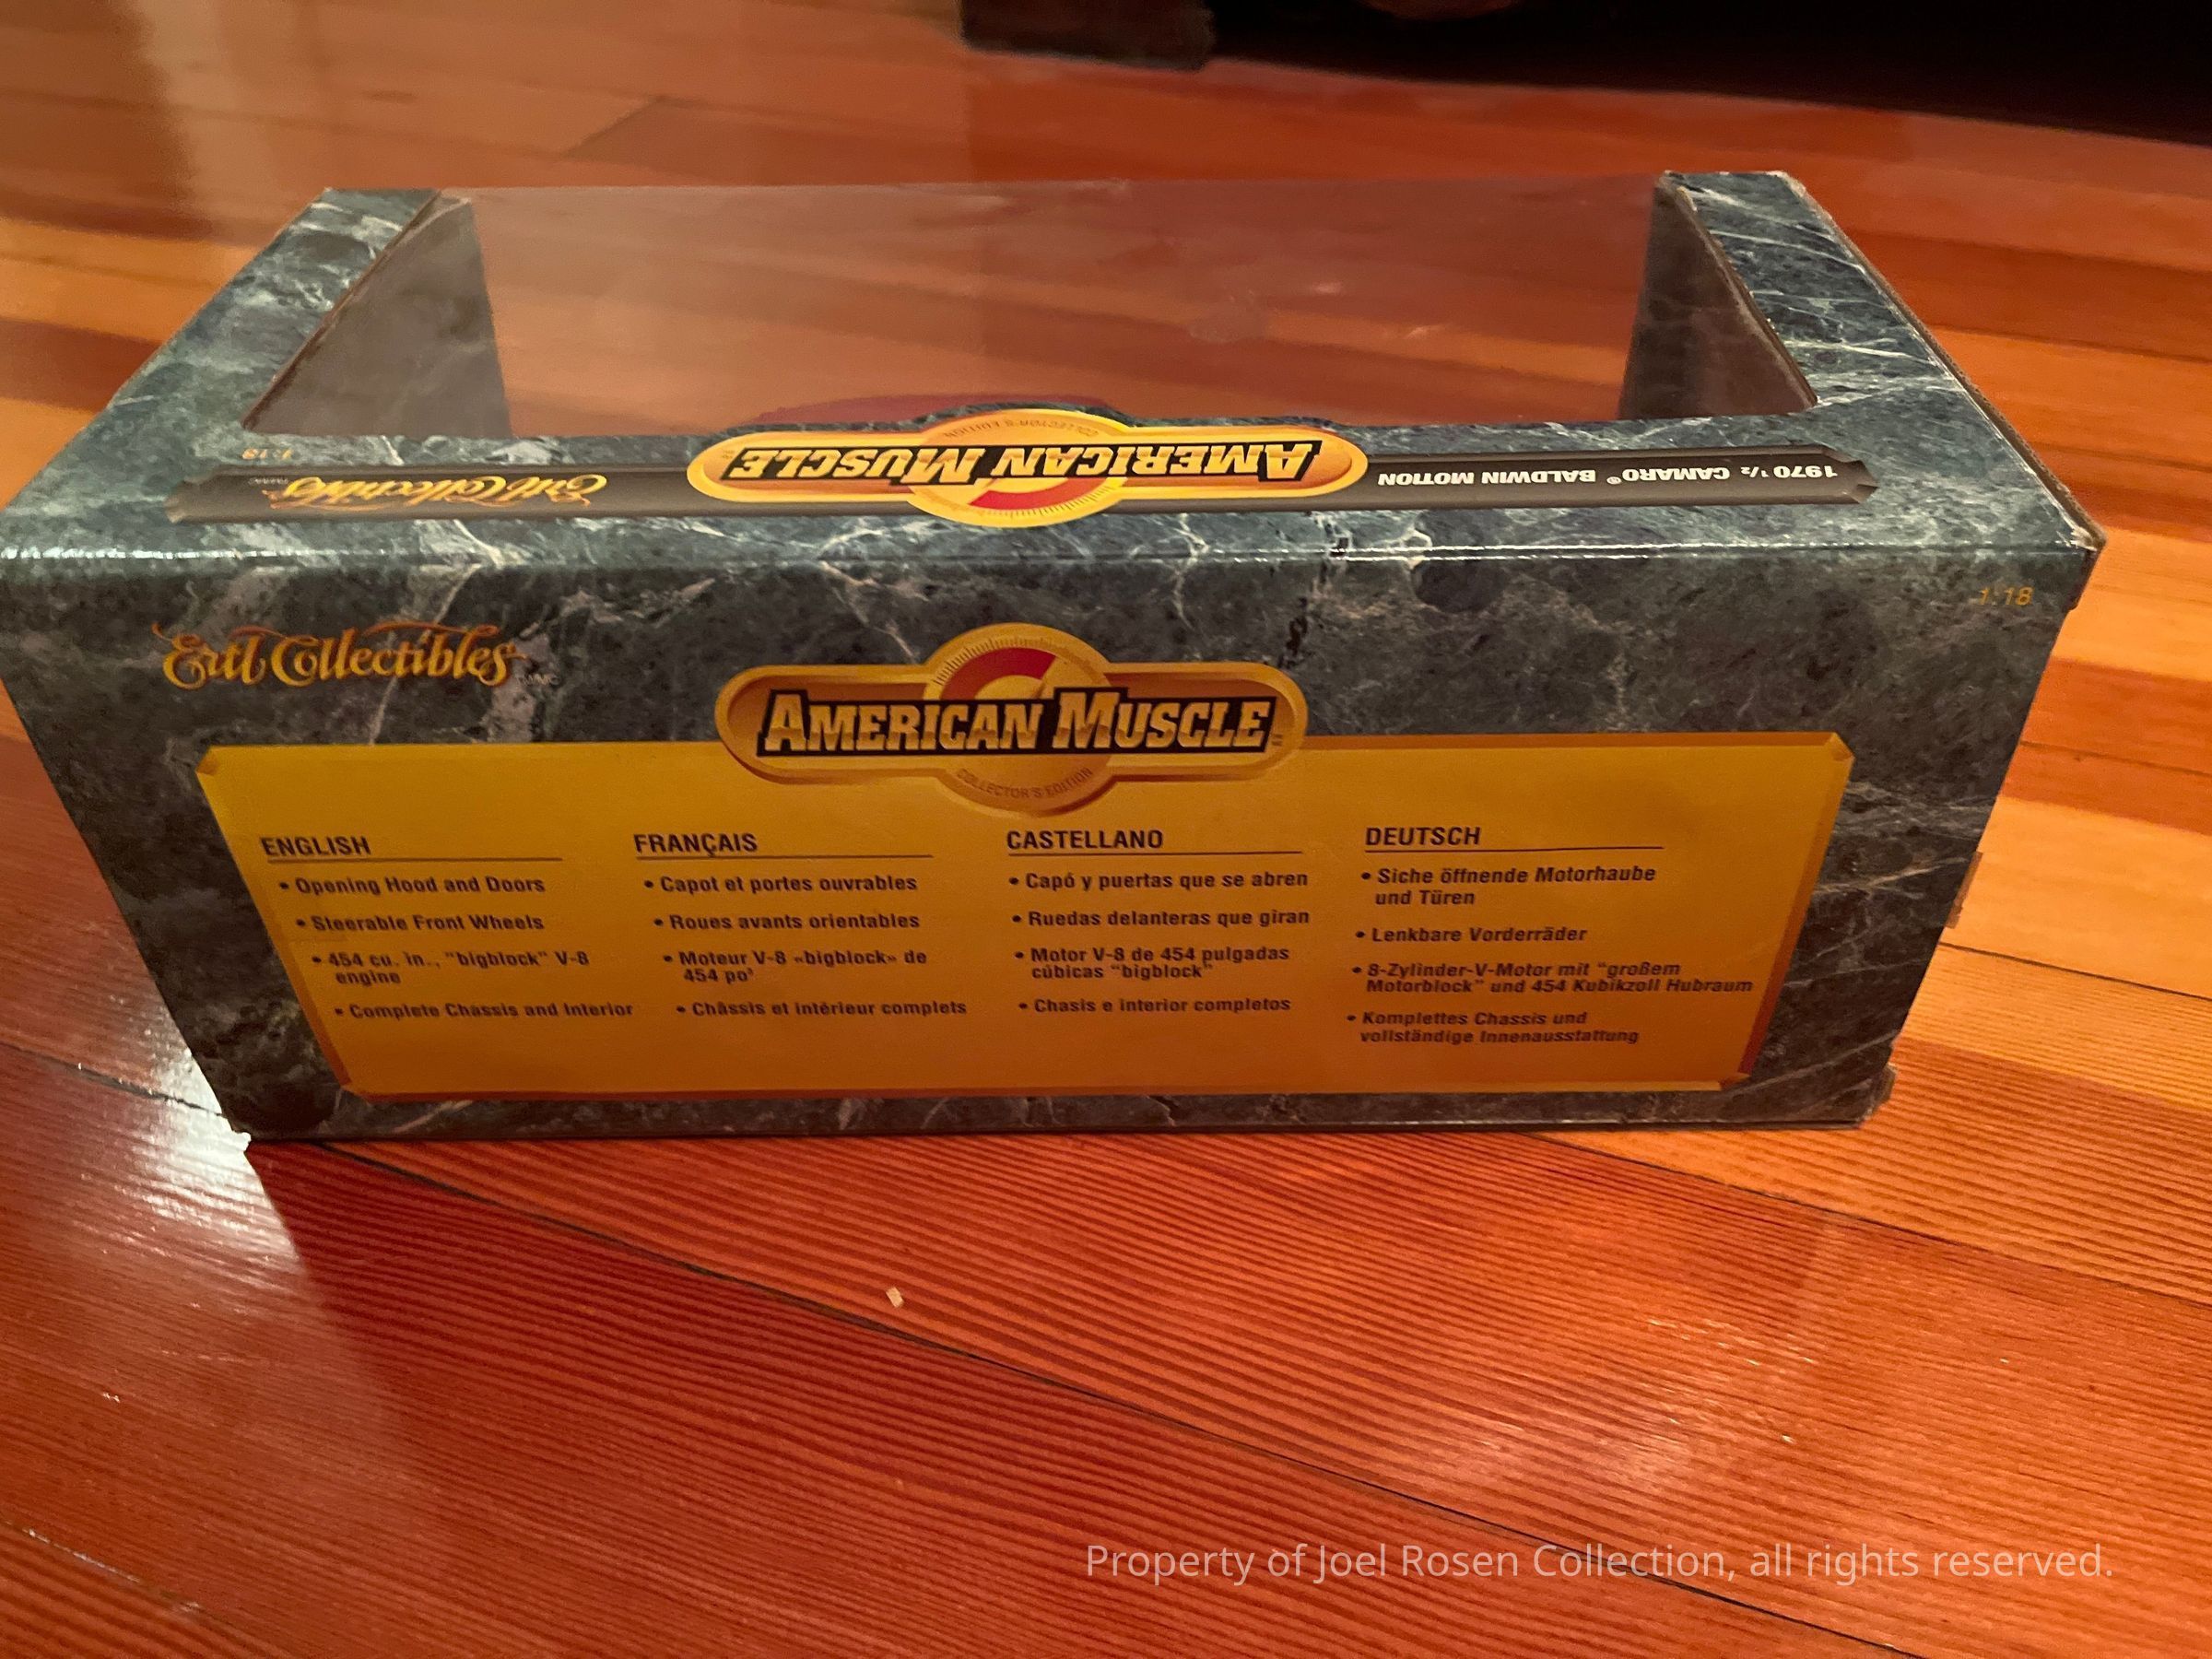 1:18
Ertl Collectibles
AMERICAN MUSCLE
COLLECTOR'S EDITION
1970 ½ CAMARO® BALDWIN MOTION
1:18
Ertl Collectibles
AMERICAN MUSCLE
COLLECTOR'S EDITION
ENGLISH
• Opening Hood and Doors
• Steerable Front Wheels
• 454 cu. in., "bigblock" V-8
engine
• Complete Chassis and Interior
FRANÇAIS
• Capot et portes ouvrables
• Roues avants orientables
• Moteur V-8 «bigblock» de
454 po³
• Châssis et intérieur complets
CASTELLANO
• Capó y puertas que se abren
• Ruedas delanteras que giran
• Motor V-8 de 454 pulgadas
cúbicas "bigblock"
• Chasis e interior completos
DEUTSCH
• Siche öffnende Motorhaube
und Türen
• Lenkbare Vorderräder
• 8-Zylinder-V-Motor mit "großem
Motorblock" und 454 Kubikzoll Hubraum
• Komplettes Chassis und
vollständige Innenausstattung
Property of Joel Rosen Collection, all rights reserved.